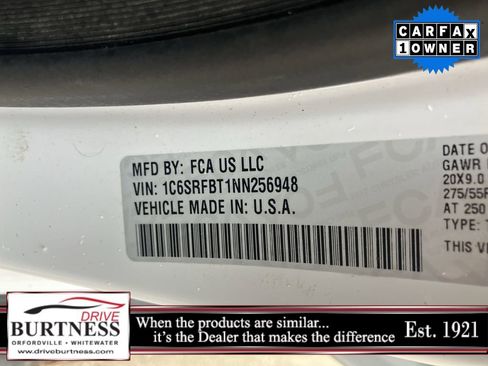 CARFAX
1 OWNER
MFD BY: FCA US LLC
VIN: 1C6SRFBT1NN256948
VEHICLE MADE IN: U.S.A.
DATE O
GAWR
20X9.0
275/55R
AT 250
TYPE: T
THIS VE
DRIVE
BURTNESS
ORFORDVILLE • WHITEWATER
www.driveburtness.com
When the products are similar...
it's the Dealer that makes the difference
Est. 1921